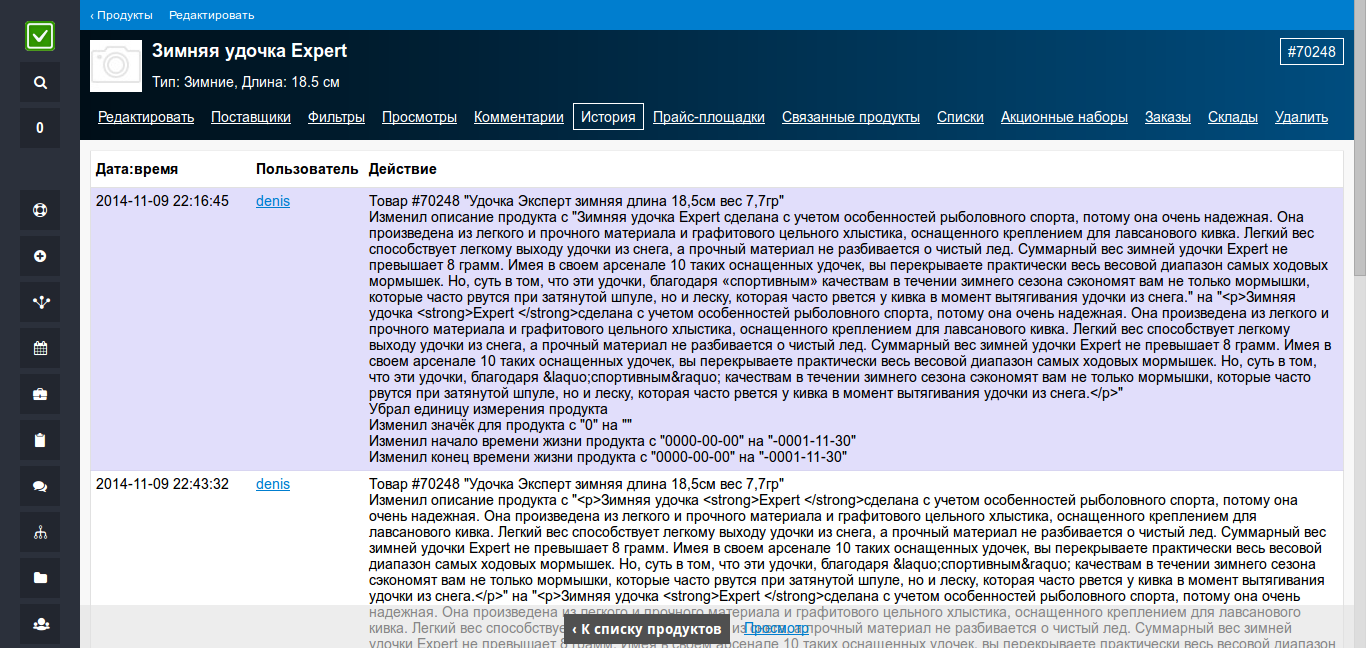 ‹ Продукты Редактировать
Зимняя удочка Expert
#70248
Тип: Зимние, Длина: 18.5 см
0
Редактировать Поставщики Фильтры Просмотры Комментарии История Прайс-площадки Связанные продукты Списки Акционные наборы Заказы Склады Удалить
Дата:время Пользователь Действие
2014-11-09 22:16:45 denis Товар #70248 "Удочка Эксперт зимняя длина 18,5см вес 7,7гр"
Изменил описание продукта с "Зимняя удочка Expert сделана с учетом особенностей рыболовного спорта, потому она очень надежная. Она
произведена из легкого и прочного материала и графитового цельного хлыстика, оснащенного креплением для лавсанового кивка. Легкий вес
способствует легкому выходу удочки из снега, а прочный материал не разбивается о чистый лед. Суммарный вес зимней удочки Expert не
превышает 8 грамм. Имея в своем арсенале 10 таких оснащенных удочек, вы перекрываете практически весь весовой диапазон самых ходовых
мормышек. Но, суть в том, что эти удочки, благодаря «спортивным» качествам в течении зимнего сезона сэкономят вам не только мормышки,
которые часто рвутся при затянутой шпуле, но и леску, которая часто рвется у кивка в момент вытягивания удочки из снега." на "<p>Зимняя
удочка <strong>Expert </strong>сделана с учетом особенностей рыболовного спорта, потому она очень надежная. Она произведена из легкого и
прочного материала и графитового цельного хлыстика, оснащенного креплением для лавсанового кивка. Легкий вес способствует легкому
выходу удочки из снега, а прочный материал не разбивается о чистый лед. Суммарный вес зимней удочки Expert не превышает 8 грамм. Имея в
своем арсенале 10 таких оснащенных удочек, вы перекрываете практически весь весовой диапазон самых ходовых мормышек. Но, суть в том,
что эти удочки, благодаря &laquo;спортивным&raquo; качествам в течении зимнего сезона сэкономят вам не только мормышки, которые часто
рвутся при затянутой шпуле, но и леску, которая часто рвется у кивка в момент вытягивания удочки из снега.</p>"
Убрал единицу измерения продукта
Изменил значёк для продукта с "0" на ""
Изменил начало времени жизни продукта с "0000-00-00" на "-0001-11-30"
Изменил конец времени жизни продукта с "0000-00-00" на "-0001-11-30"
2014-11-09 22:43:32 denis Товар #70248 "Удочка Эксперт зимняя длина 18,5см вес 7,7гр"
Изменил описание продукта с "<p>Зимняя удочка <strong>Expert </strong>сделана с учетом особенностей рыболовного спорта, потому она
очень надежная. Она произведена из легкого и прочного материала и графитового цельного хлыстика, оснащенного креплением для
лавсанового кивка. Легкий вес способствует легкому выходу удочки из снега, а прочный материал не разбивается о чистый лед. Суммарный вес
зимней удочки Expert не превышает 8 грамм. Имея в своем арсенале 10 таких оснащенных удочек, вы перекрываете практически весь весовой
диапазон самых ходовых мормышек. Но, суть в том, что эти удочки, благодаря &laquo;спортивным&raquo; качествам в течении зимнего сезона
сэкономят вам не только мормышки, которые часто рвутся при затянутой шпуле, но и леску, которая часто рвется у кивка в момент вытягивания
удочки из снега.</p>" на "<p>Зимняя удочка <strong>Expert </strong>сделана с учетом особенностей рыболовного спорта, потому она очень
надежная. Она произведена из легкого и прочного материала и графитового цельного хлыстика, оснащенного креплением для лавсанового
кивка. Легкий вес прочный материал не разбивается о чистый лед. Суммарный вес зимней
‹ К списку продуктов Просмотр
удочки Expert не превышает 8 грамм. Имея в своем арсенале 10 таких оснащенных удочек, вы перекрываете практически весь весовой диапазон